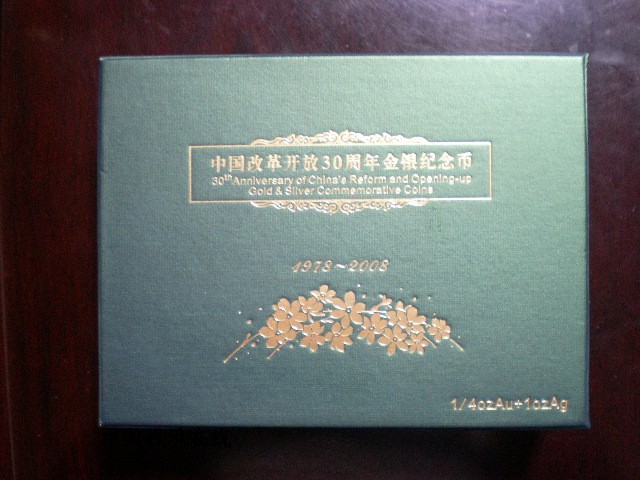 中国改革开放30周年金银纪念币
30th Anniversary of China's Reform and Opening-up
Gold & Silver Commemorative Coins
1978~2008
1/4ozAu+1ozAg